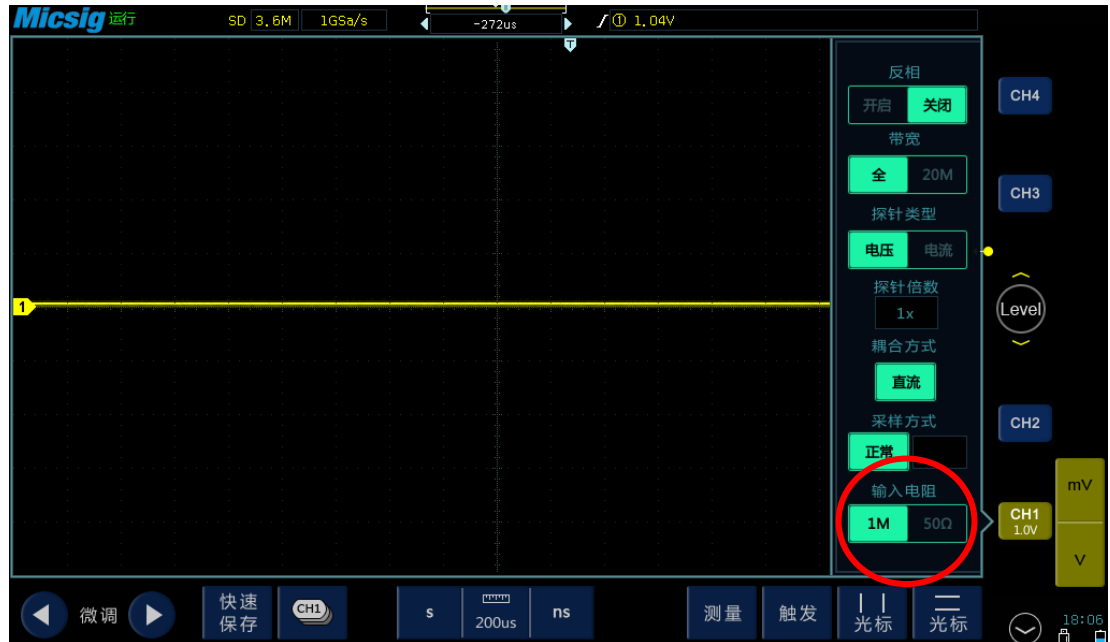 Micsig 运行 SD 3.6M 1GSa/s -272us ① 1.04V
T
反相
开启 关闭
CH4
带宽
全 20M
CH3
探针类型
电压 电流
探针倍数
1x
1
Level
耦合方式
直流
采样方式
正常
CH2
输入电阻
1M 50Ω
mV
CH1
1.0V
V
微调 快速
保存
CH1
s
200us
ns
测量
触发
光标
光标
18:06